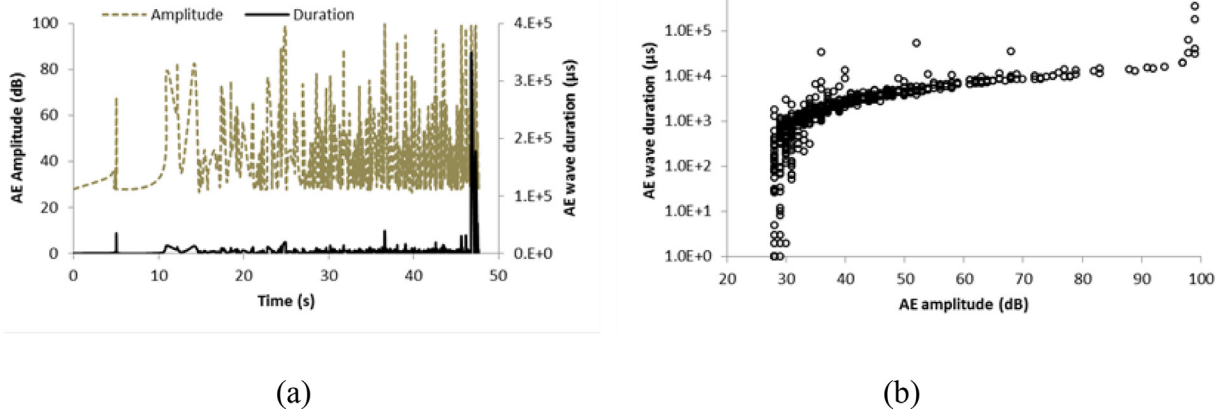 Amplitude
Duration
100
80
60
40
20
0
AE Amplitude (dB)
4.E+5
3.E+5
2.E+5
1.E+5
0.E+0
AE wave duration (µs)
0
10
20
30
40
50
Time (s)
(a)
1.0E+5
1.0E+4
1.0E+3
1.0E+2
1.0E+1
1.0E+0
AE wave duration (µs)
20
30
40
50
60
70
80
90
100
AE amplitude (dB)
(b)